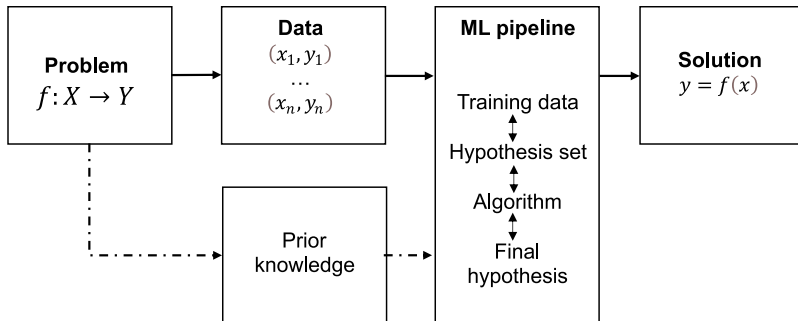 Problem
f: X → Y
Data
(x₁, y₁)
...
(xₙ, yₙ)
Prior
knowledge
ML pipeline
Training data
Hypothesis set
Algorithm
Final
hypothesis
Solution
y = f(x)